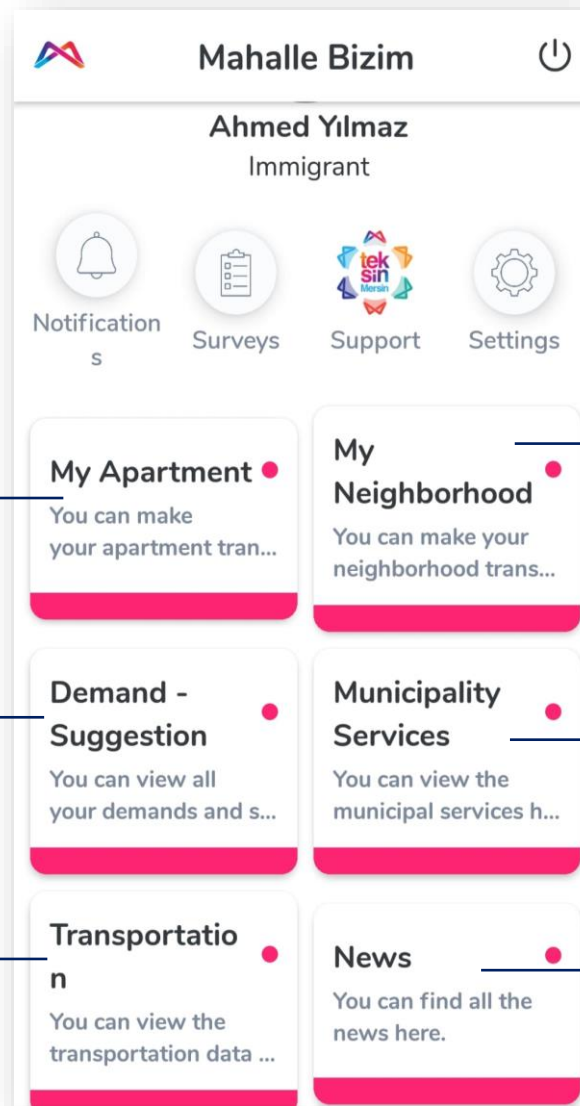 Mahalle Bizim
Ahmed Yılmaz
Immigrant
tek
sin
Mersin
Notification
s
Surveys
Support
Settings
My Apartment
You can make
your apartment tran...
My
Neighborhood
You can make your
neighborhood trans...
Demand -
Suggestion
You can view all
your demands and s...
Municipality
Services
You can view the
municipal services h...
Transportatio
n
You can view the
transportation data ...
News
You can find all the
news here.